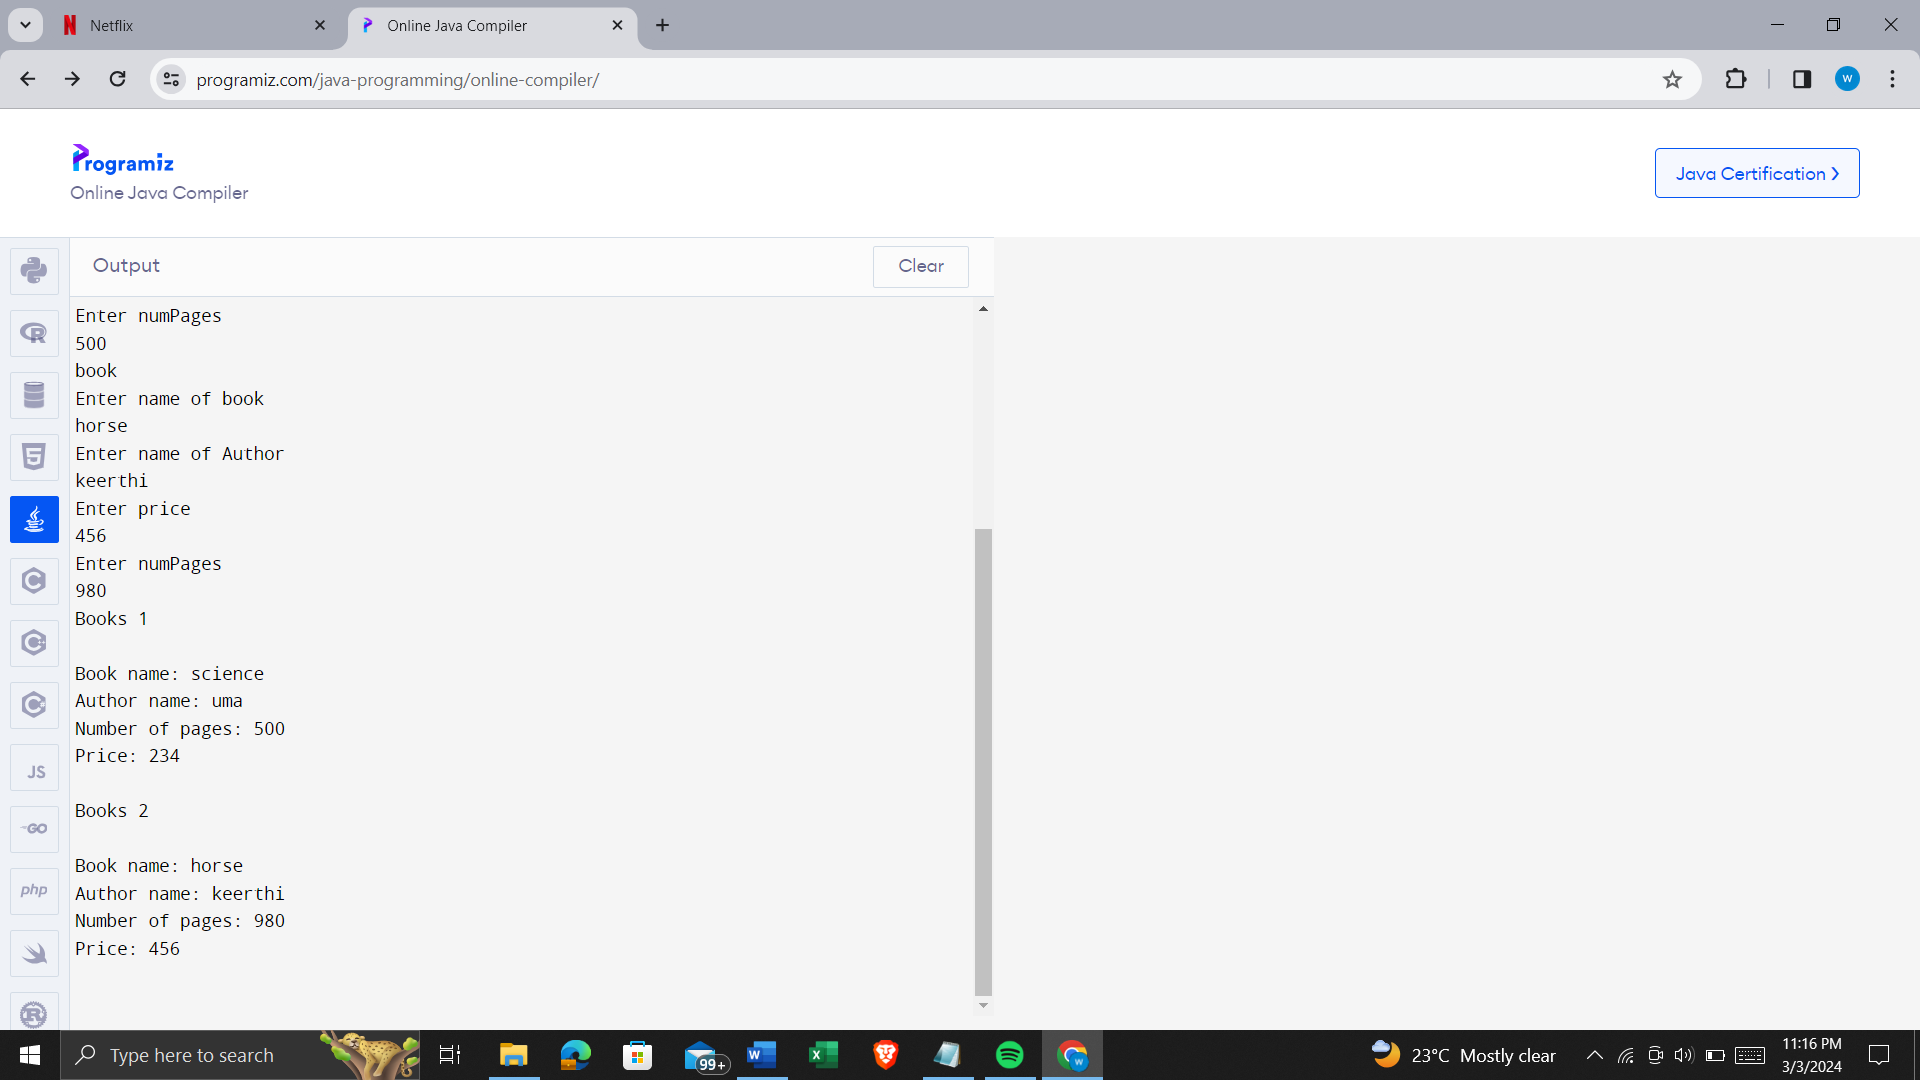 Netflix
Online Java Compiler
programiz.com/java-programming/online-compiler/
W
Programiz
Online Java Compiler
Java Certification
Output
Clear
Enter numPages
500
book
Enter name of book
horse
Enter name of Author
keerthi
Enter price
456
Enter numPages
980
Books 1
Book name: science
Author name: uma
Number of pages: 500
Price: 234
Books 2
Book name: horse
Author name: keerthi
Number of pages: 980
Price: 456
R
5
C
C
C
JS
GO
php
R
Type here to search
99+
W
X
W
23°C Mostly clear
11:16 PM
3/3/2024